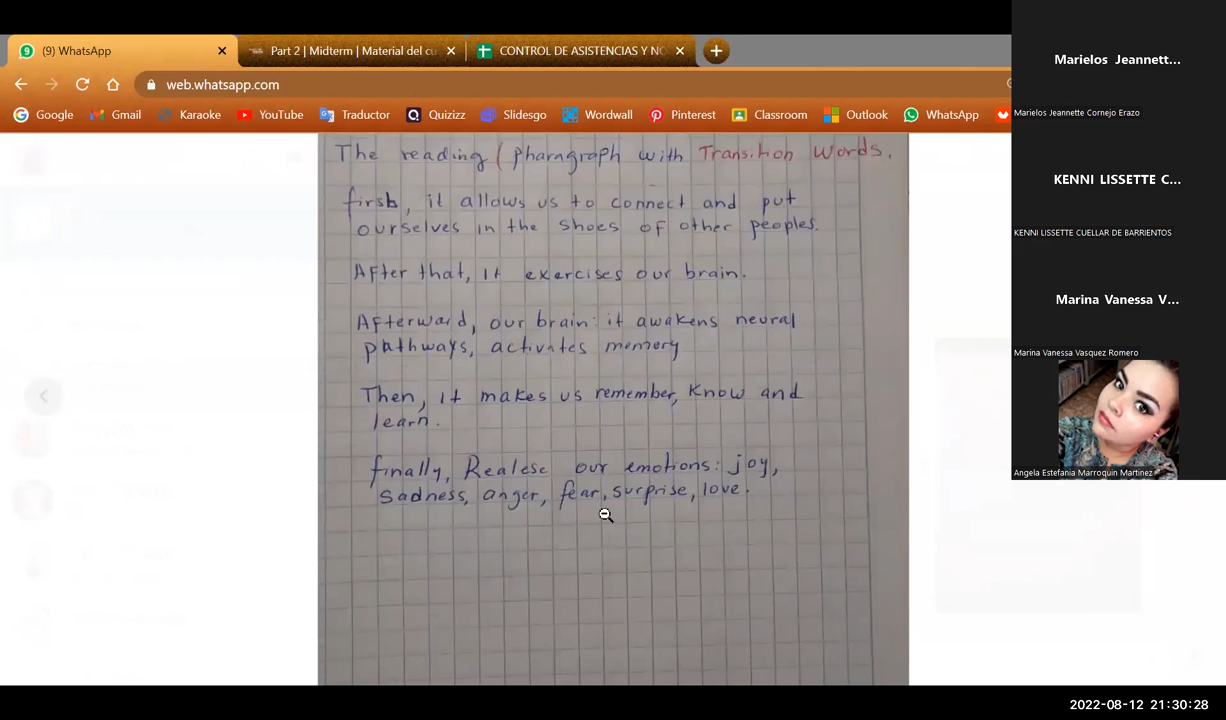 (9) WhatsApp
Part 2 | Midterm | Material del cu
CONTROL DE ASISTENCIAS Y NO
web.whatsapp.com
Google
Gmail
Karaoke
YouTube
Traductor
Quizizz
Slidesgo
Wordwall
Pinterest
Classroom
Outlook
WhatsApp
The reading ( pharagraph with Transition Words.
firsb, it allows us to connect and put
ourselves in the shoes of other peoples.
After that, it exercises our brain.
Afterward, our brain: it awakens neural
pathways, activates memory
Then, it makes us remember, know and
learn.
finally, Realese our emotions: joy,
sadness, anger, fear, surprise, love.
Marielos Jeannett...
Marielos Jeannette Cornejo Erazo
KENNI LISSETTE C...
KENNI LISSETTE CUELLAR DE BARRIENTOS
Marina Vanessa V...
Marina Vanessa Vasquez Romero
Angela Estefania Marroquin Martinez
2022-08-12 21:30:28